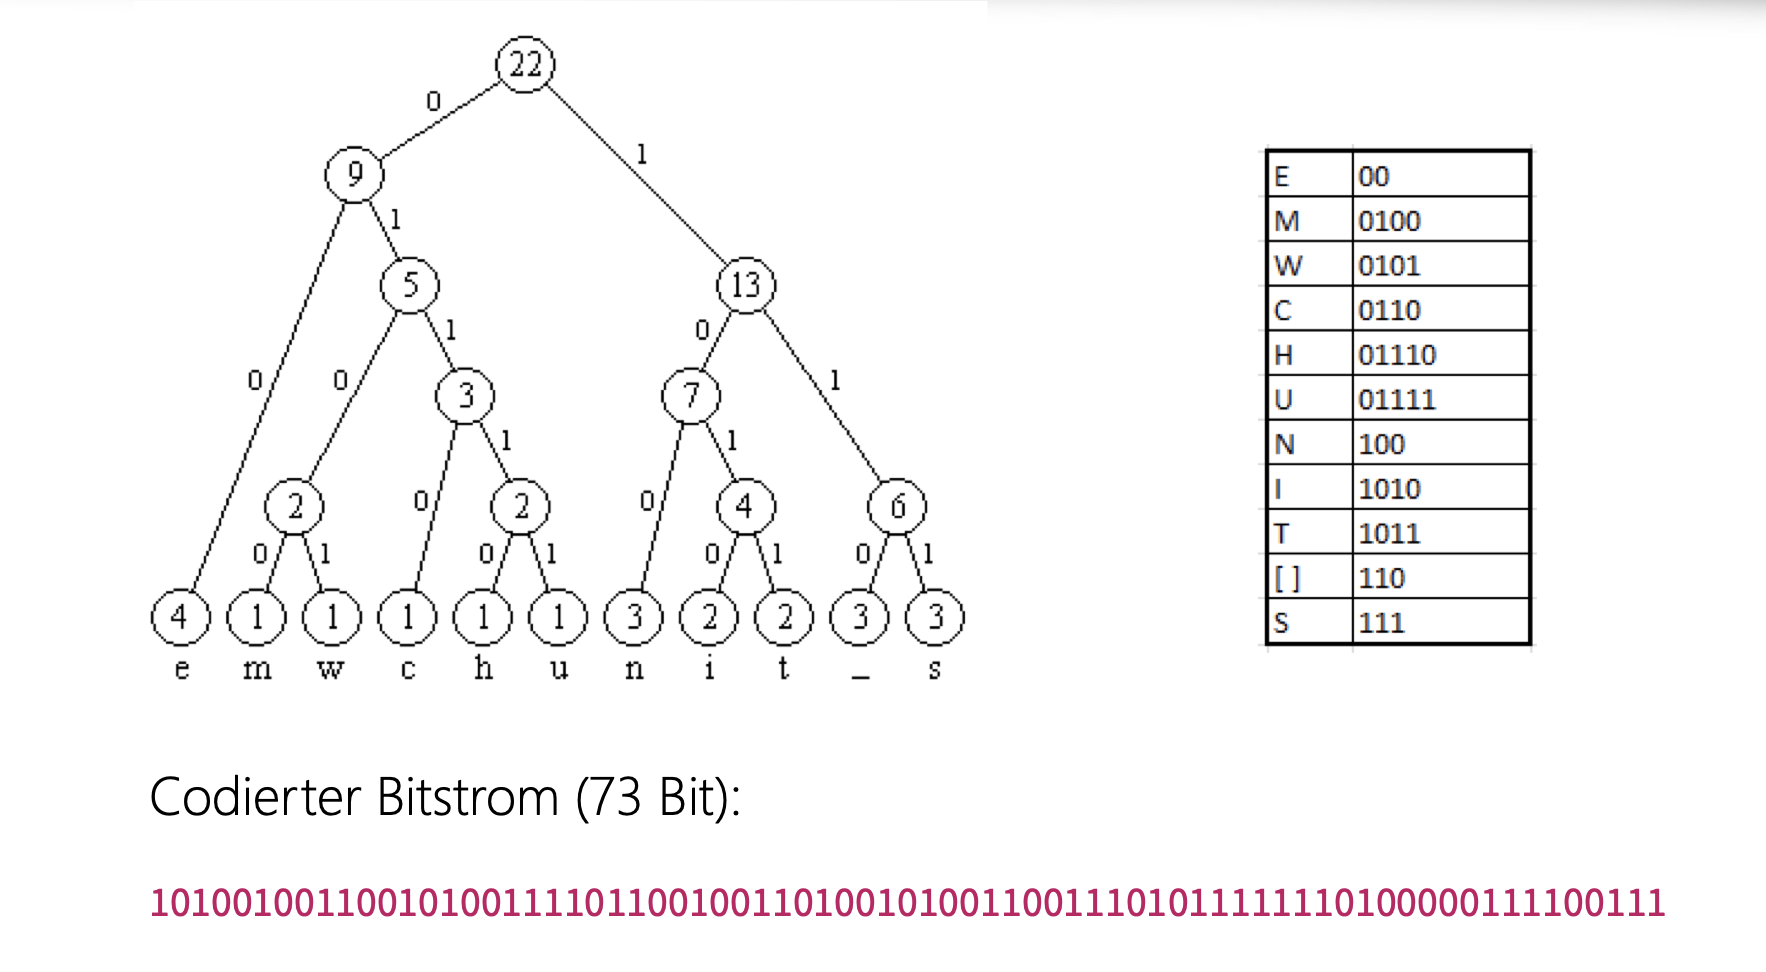 22
0
1
9
1
E 00
M 0100
5
13
W 0101
C 0110
1
0
H 01110
0
0
3
7
1
U 01111
1
1
N 100
2
0
2
0
4
6
I 1010
0 1
0 1
0 1
0 1
T 1011
[ ] 110
4 1 1 1 1 1 3 2 2 3 3
S 111
e m w c h u n i t _ s
Codierter Bitstrom (73 Bit):
1010010011001010011110110010011010010100110011101011111110100000111100111